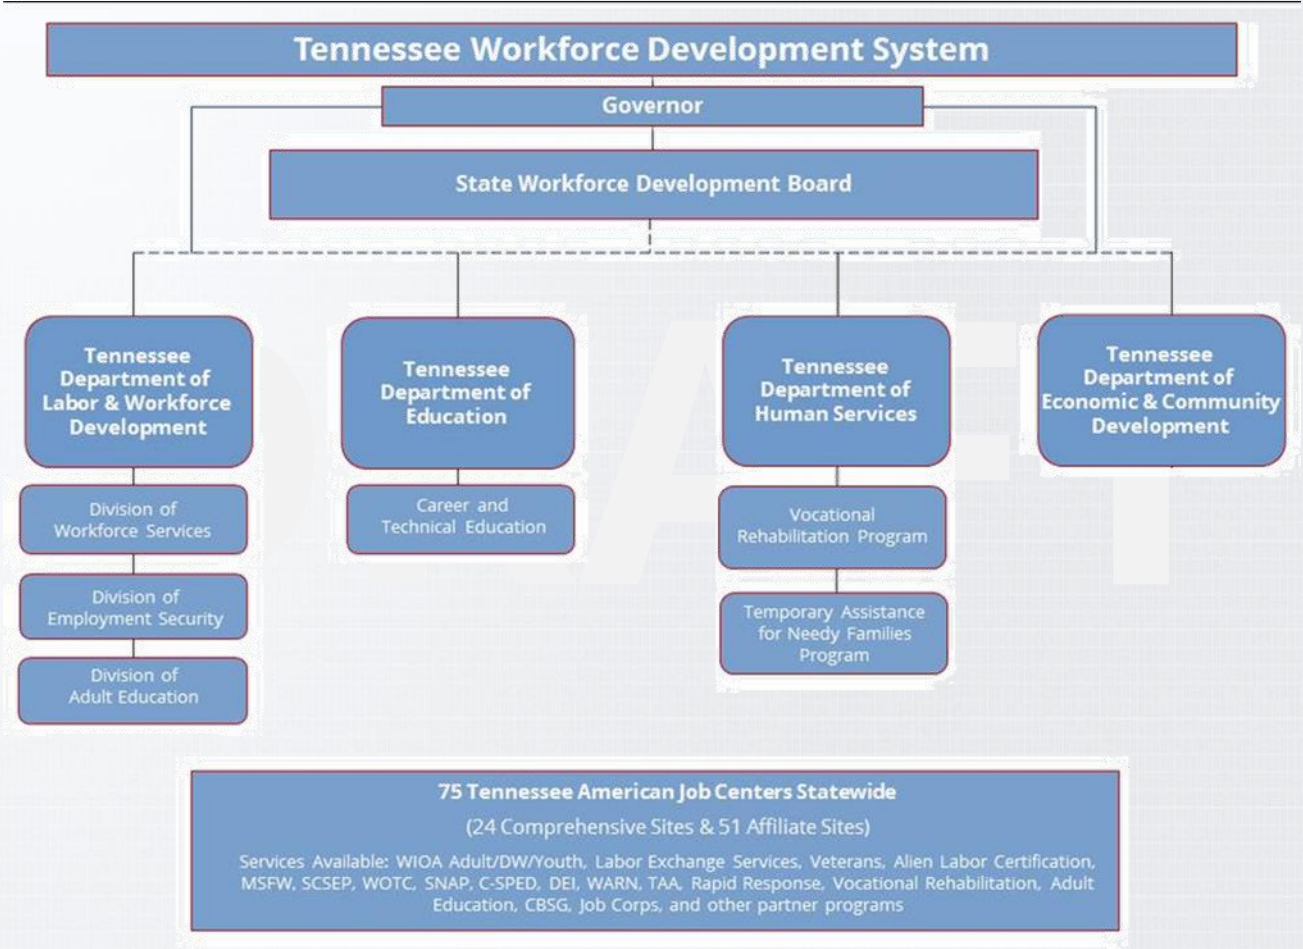 Tennessee Workforce Development System
Governor
State Workforce Development Board
Tennessee
Department of
Labor & Workforce
Development
Tennessee
Department of
Education
Tennessee
Department of
Human Services
Tennessee
Department of
Economic & Community
Development
Division of
Workforce Services
Career and
Technical Education
Vocational
Rehabilitation Program
Division of
Employment Security
Temporary Assistance
for Needy Families
Program
Division of
Adult Education
75 Tennessee American Job Centers Statewide
(24 Comprehensive Sites & 51 Affiliate Sites)
Services Available: WIOA Adult/DW/Youth, Labor Exchange Services, Veterans, Alien Labor Certification,
MSFW, SCSEP, WOTC, SNAP, C-SPED, DEI, WARN, TAA, Rapid Response, Vocational Rehabilitation, Adult
Education, CBSG, Job Corps, and other partner programs
DRAFT